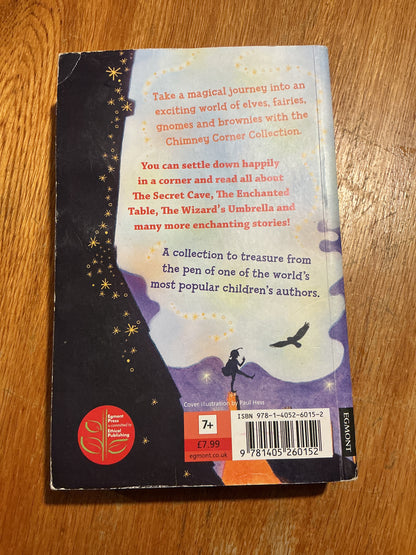 Take a magical journey into an
exciting world of elves, fairies,
gnomes and brownies with the
Chimney Corner Collection.
You can settle down happily
in a corner and read all about
The Secret Cave, The Enchanted
Table, The Wizard's Umbrella and
many more enchanting stories!
A collection to treasure from
the pen of one of the world's
most popular children's authors.
Cover illustration by Paul Hess
Egmont
Press
is committed to
Ethical
Publishing
7+
£7.99
egmont.co.uk
ISBN 978-1-4052-6015-2
9 781405 260152
EGMONT